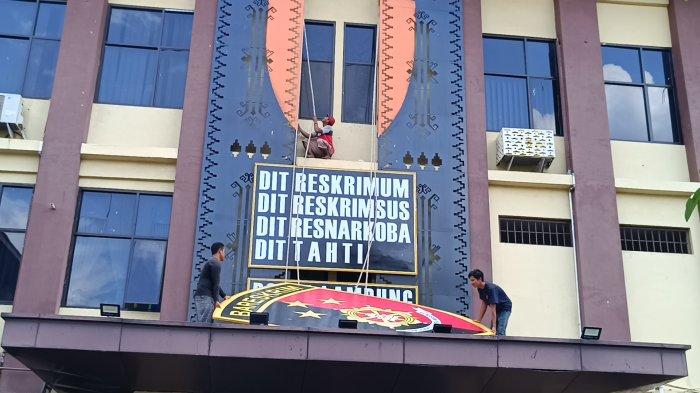 DIT RESKRIMUM
DIT RESKRIMSUS
DIT RESNARKOBA
DIT TAHTI